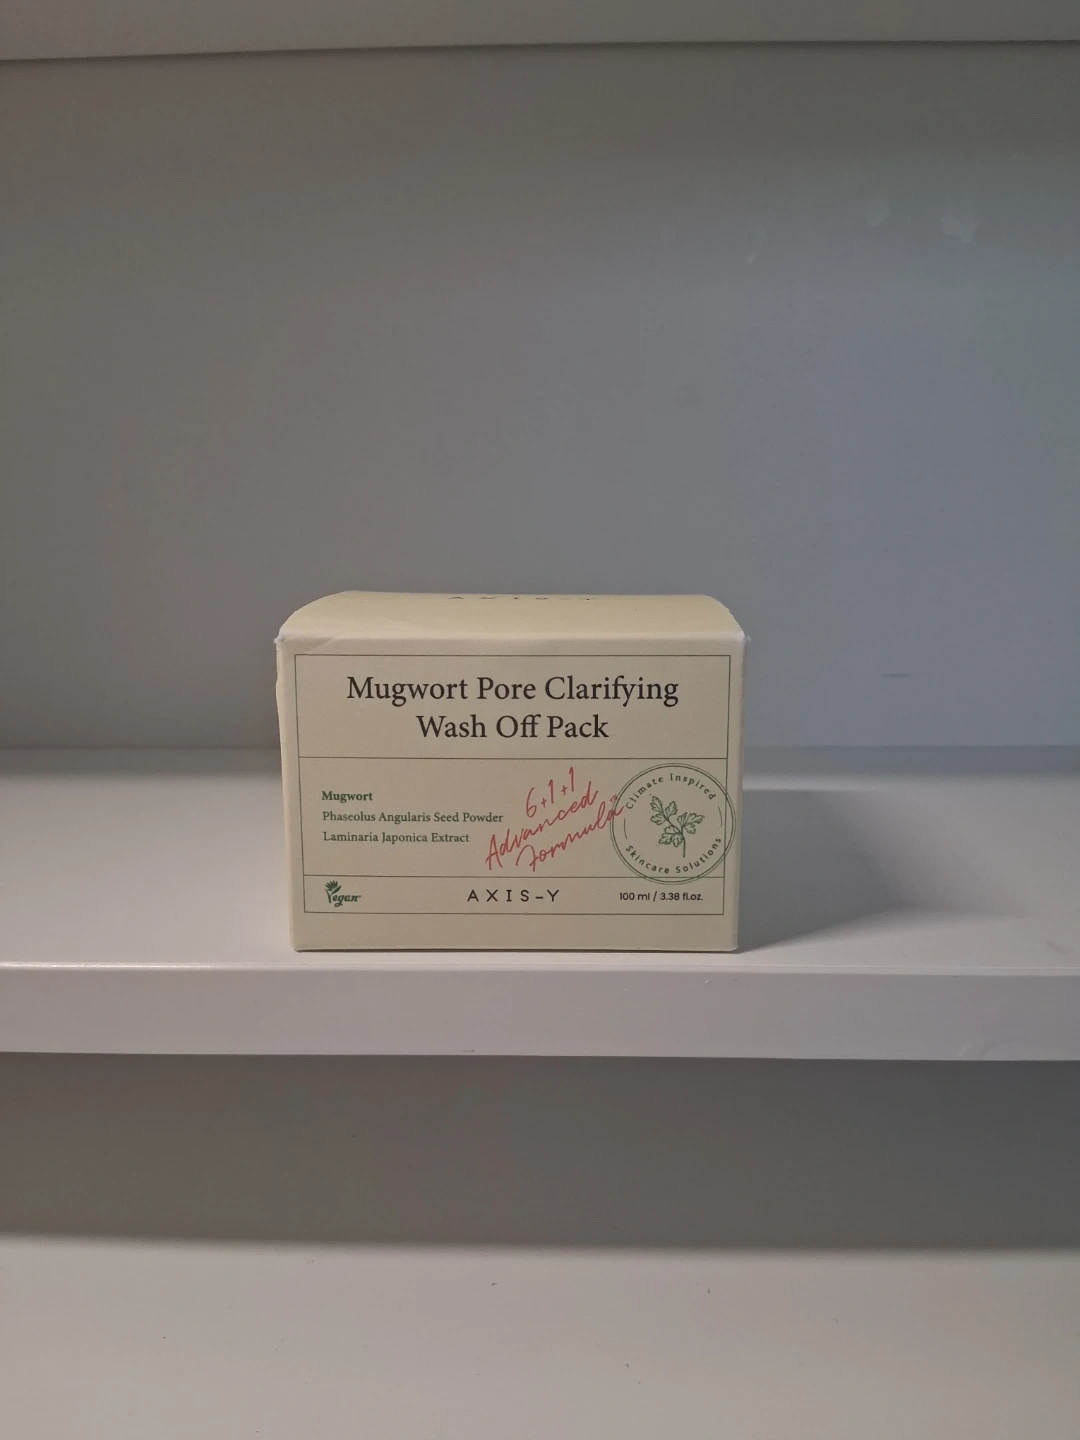 AXIS-Y
Mugwort Pore Clarifying
Wash Off Pack
Mugwort
Phaseolus Angularis Seed Powder
Laminaria Japonica Extract
6+1+1
Advanced
Formula
Climate Inspired
Skincare Solutions
Vegan
AXIS-Y
100 ml / 3.38 fl.oz.